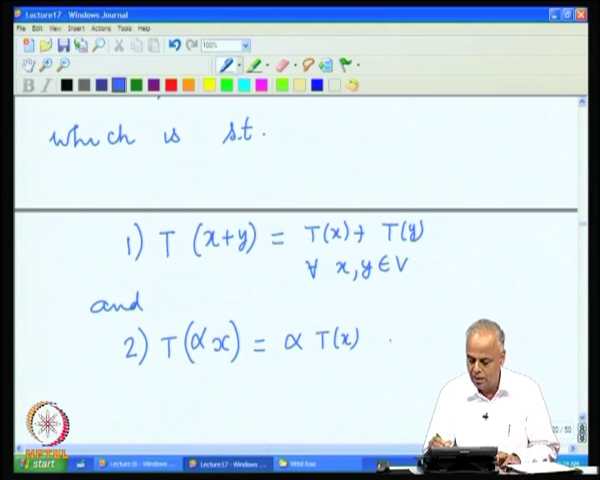 Lecture17 - Windows Journal
File Edit View Insert Actions Tools Help
100%
B I
which is s.t.
1) T (x+y) = T(x) + T(y)
∀ x, y ∈ V
and
2) T(αx) = α T(x)
NPTEL
start Lecture16 - Windows... Lecture17 - Windows...